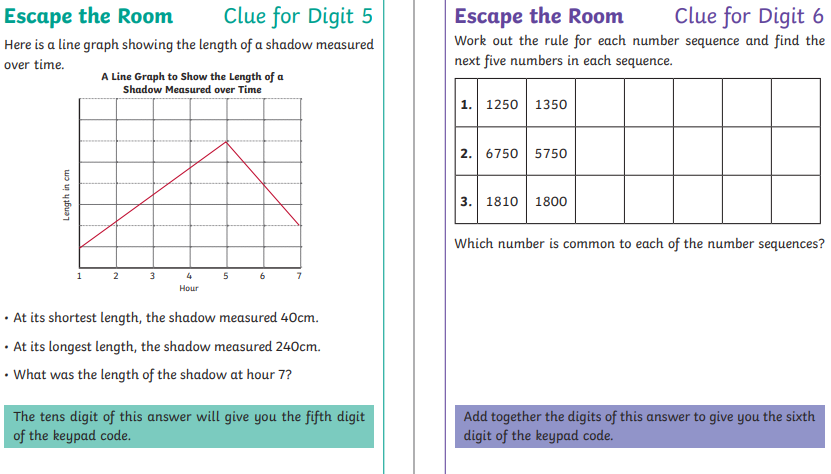 Escape the Room Clue for Digit 5
Here is a line graph showing the length of a shadow measured
over time.
A Line Graph to Show the Length of a
Shadow Measured over Time
Length in cm
1 2 3 4 5 6 7
Hour
• At its shortest length, the shadow measured 40cm.
• At its longest length, the shadow measured 240cm.
• What was the length of the shadow at hour 7?
The tens digit of this answer will give you the fifth digit
of the keypad code.
Escape the Room Clue for Digit 6
Work out the rule for each number sequence and find the
next five numbers in each sequence.
1. 1250 1350
2. 6750 5750
3. 1810 1800
Which number is common to each of the number sequences?
Add together the digits of this answer to give you the sixth
digit of the keypad code.